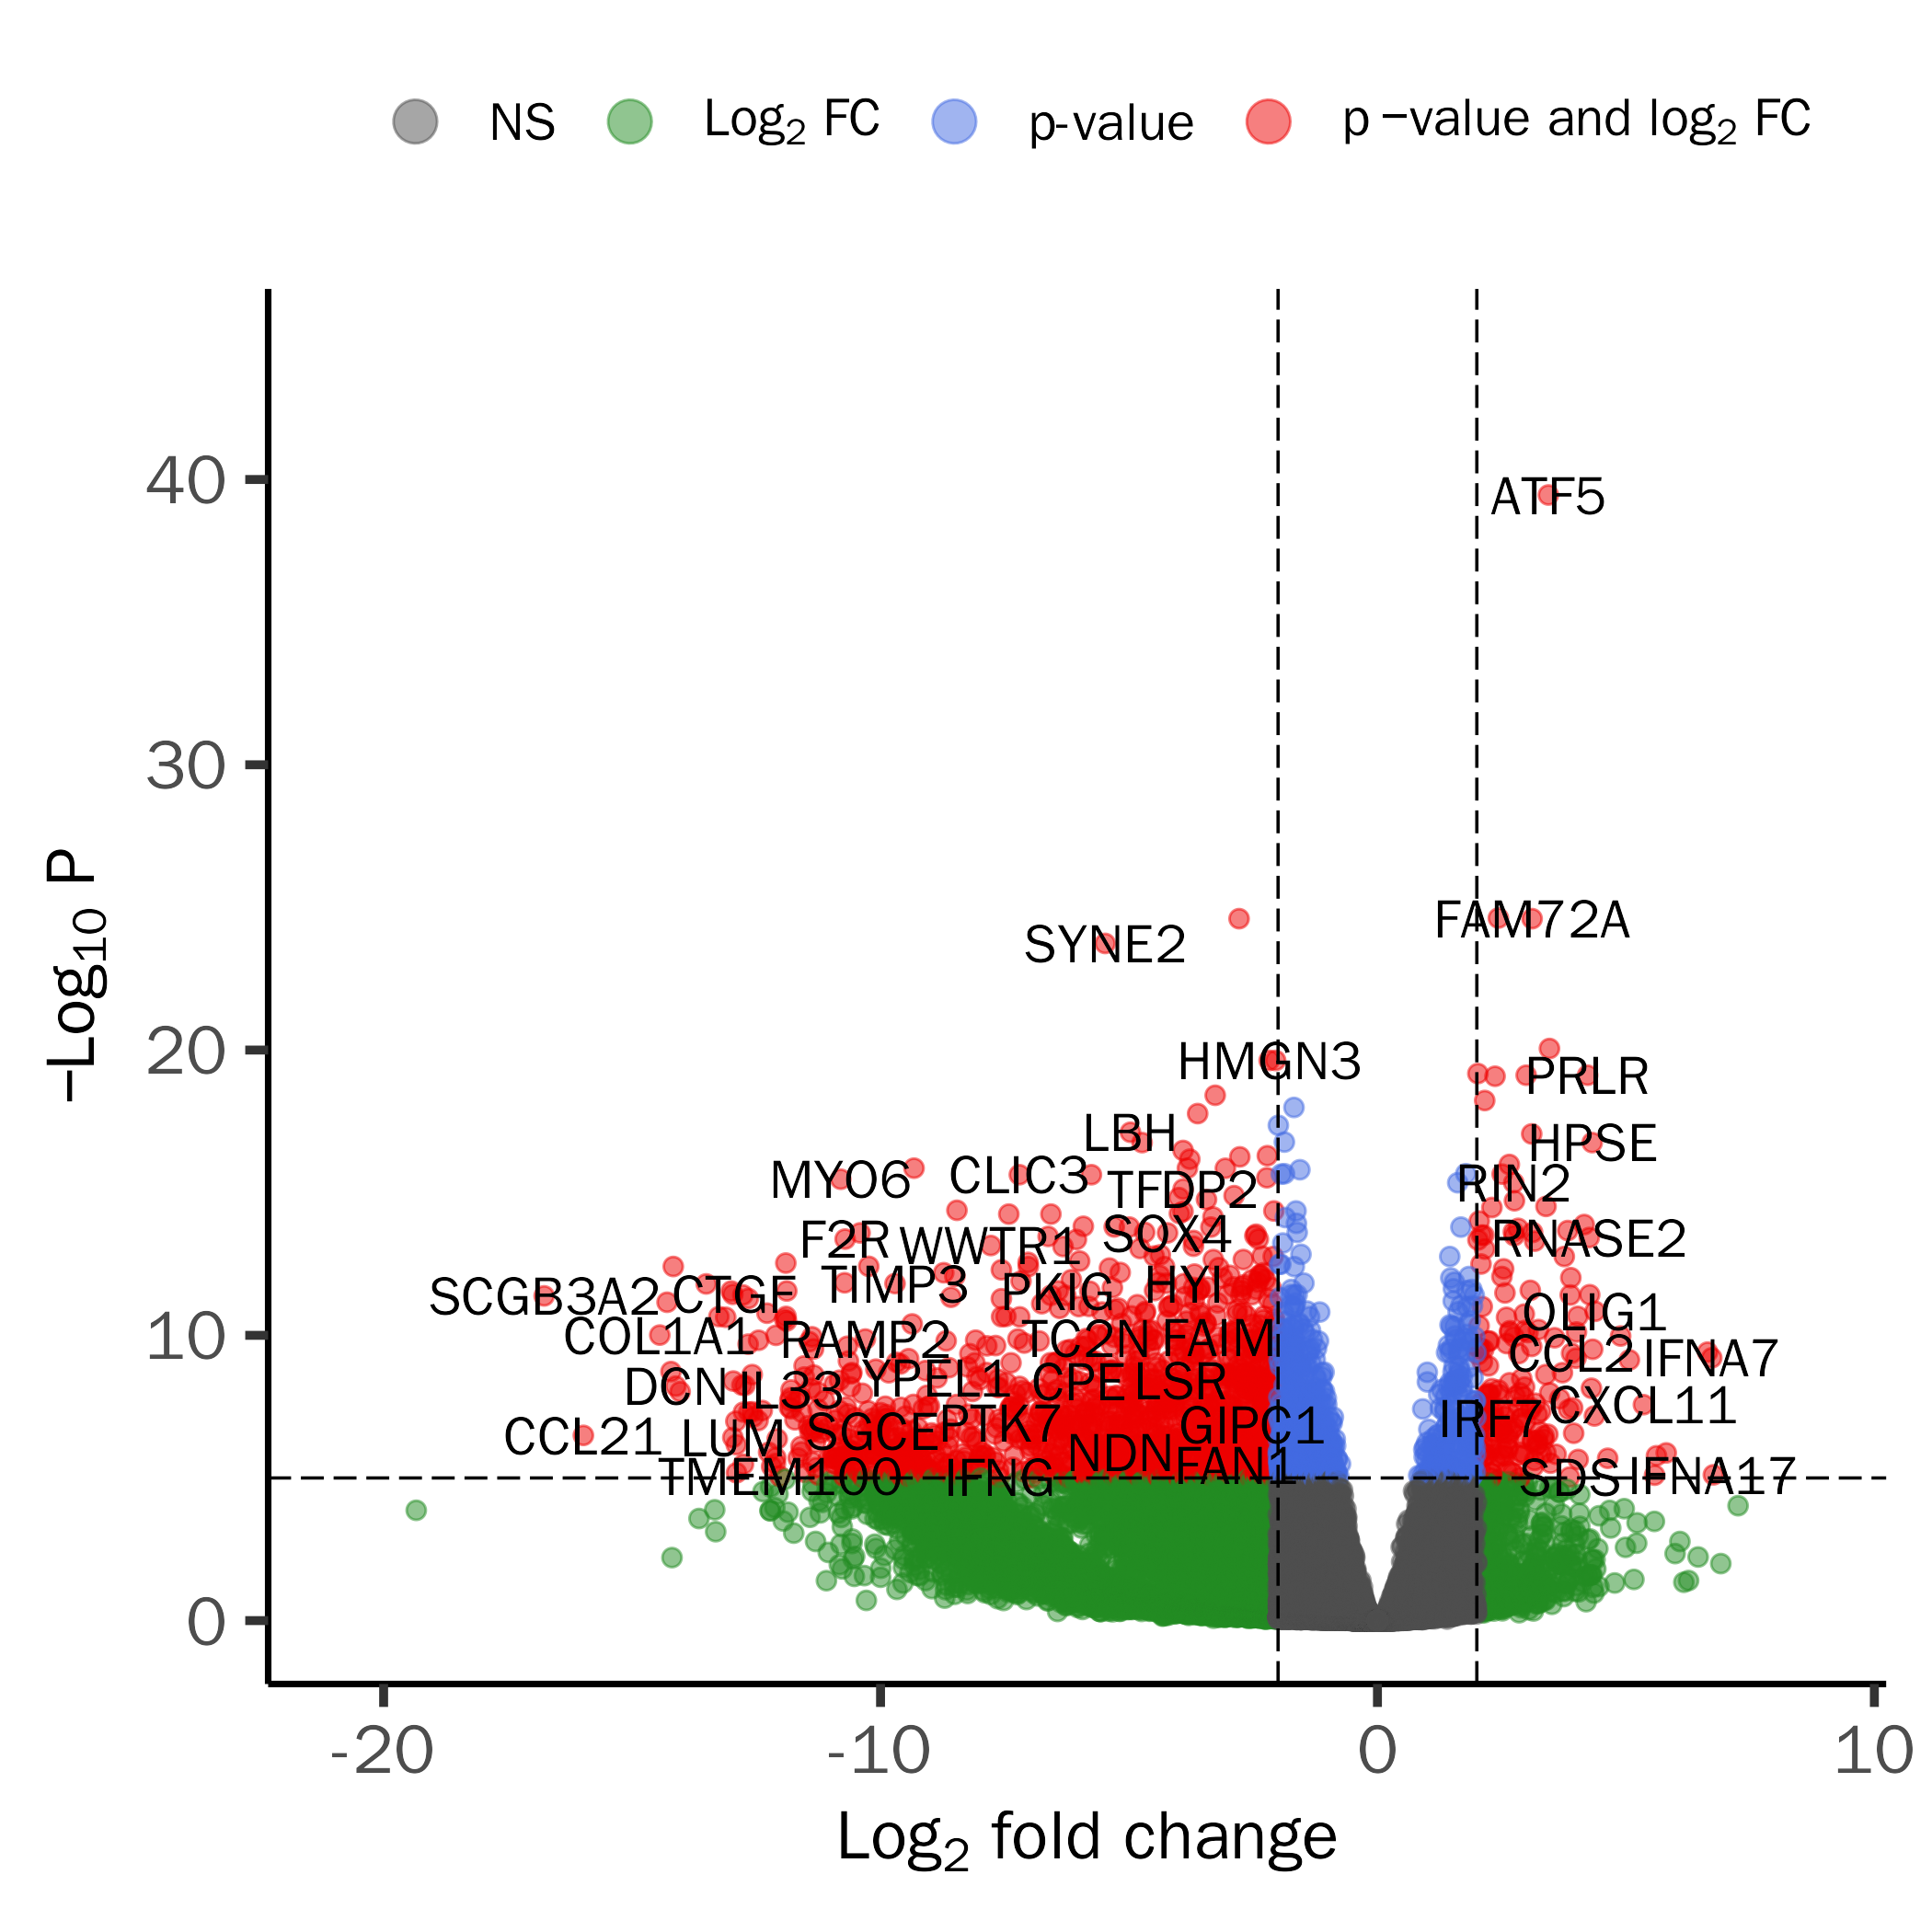 NS Log2 FC p-value p −value and log2 FC
−Log10 P
40
30
20
10
0
ATF5
FAM72A
SYNE2
HMGN3
PRLR
LBH
HPSE
MYO6 CLIC3 TFDP2 RIN2
F2R WWTR1 SOX4 RNASE2
SCGB3A2 CTGF TIMP3 PKIG HYI OLIG1
COL1A1 RAMP2 TC2N FAIM CCL2 IFNA7
DCN IL33 YPEL1 CPE LSR CXCL11
CCL21 LUM SGCE PTK7 GIPC1 IRF7
TMEM100 IFNG NDN FAN1 SDS IFNA17
-20 -10 0 10
Log2 fold change